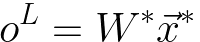 $o^L = W^* \vec{x}^*$